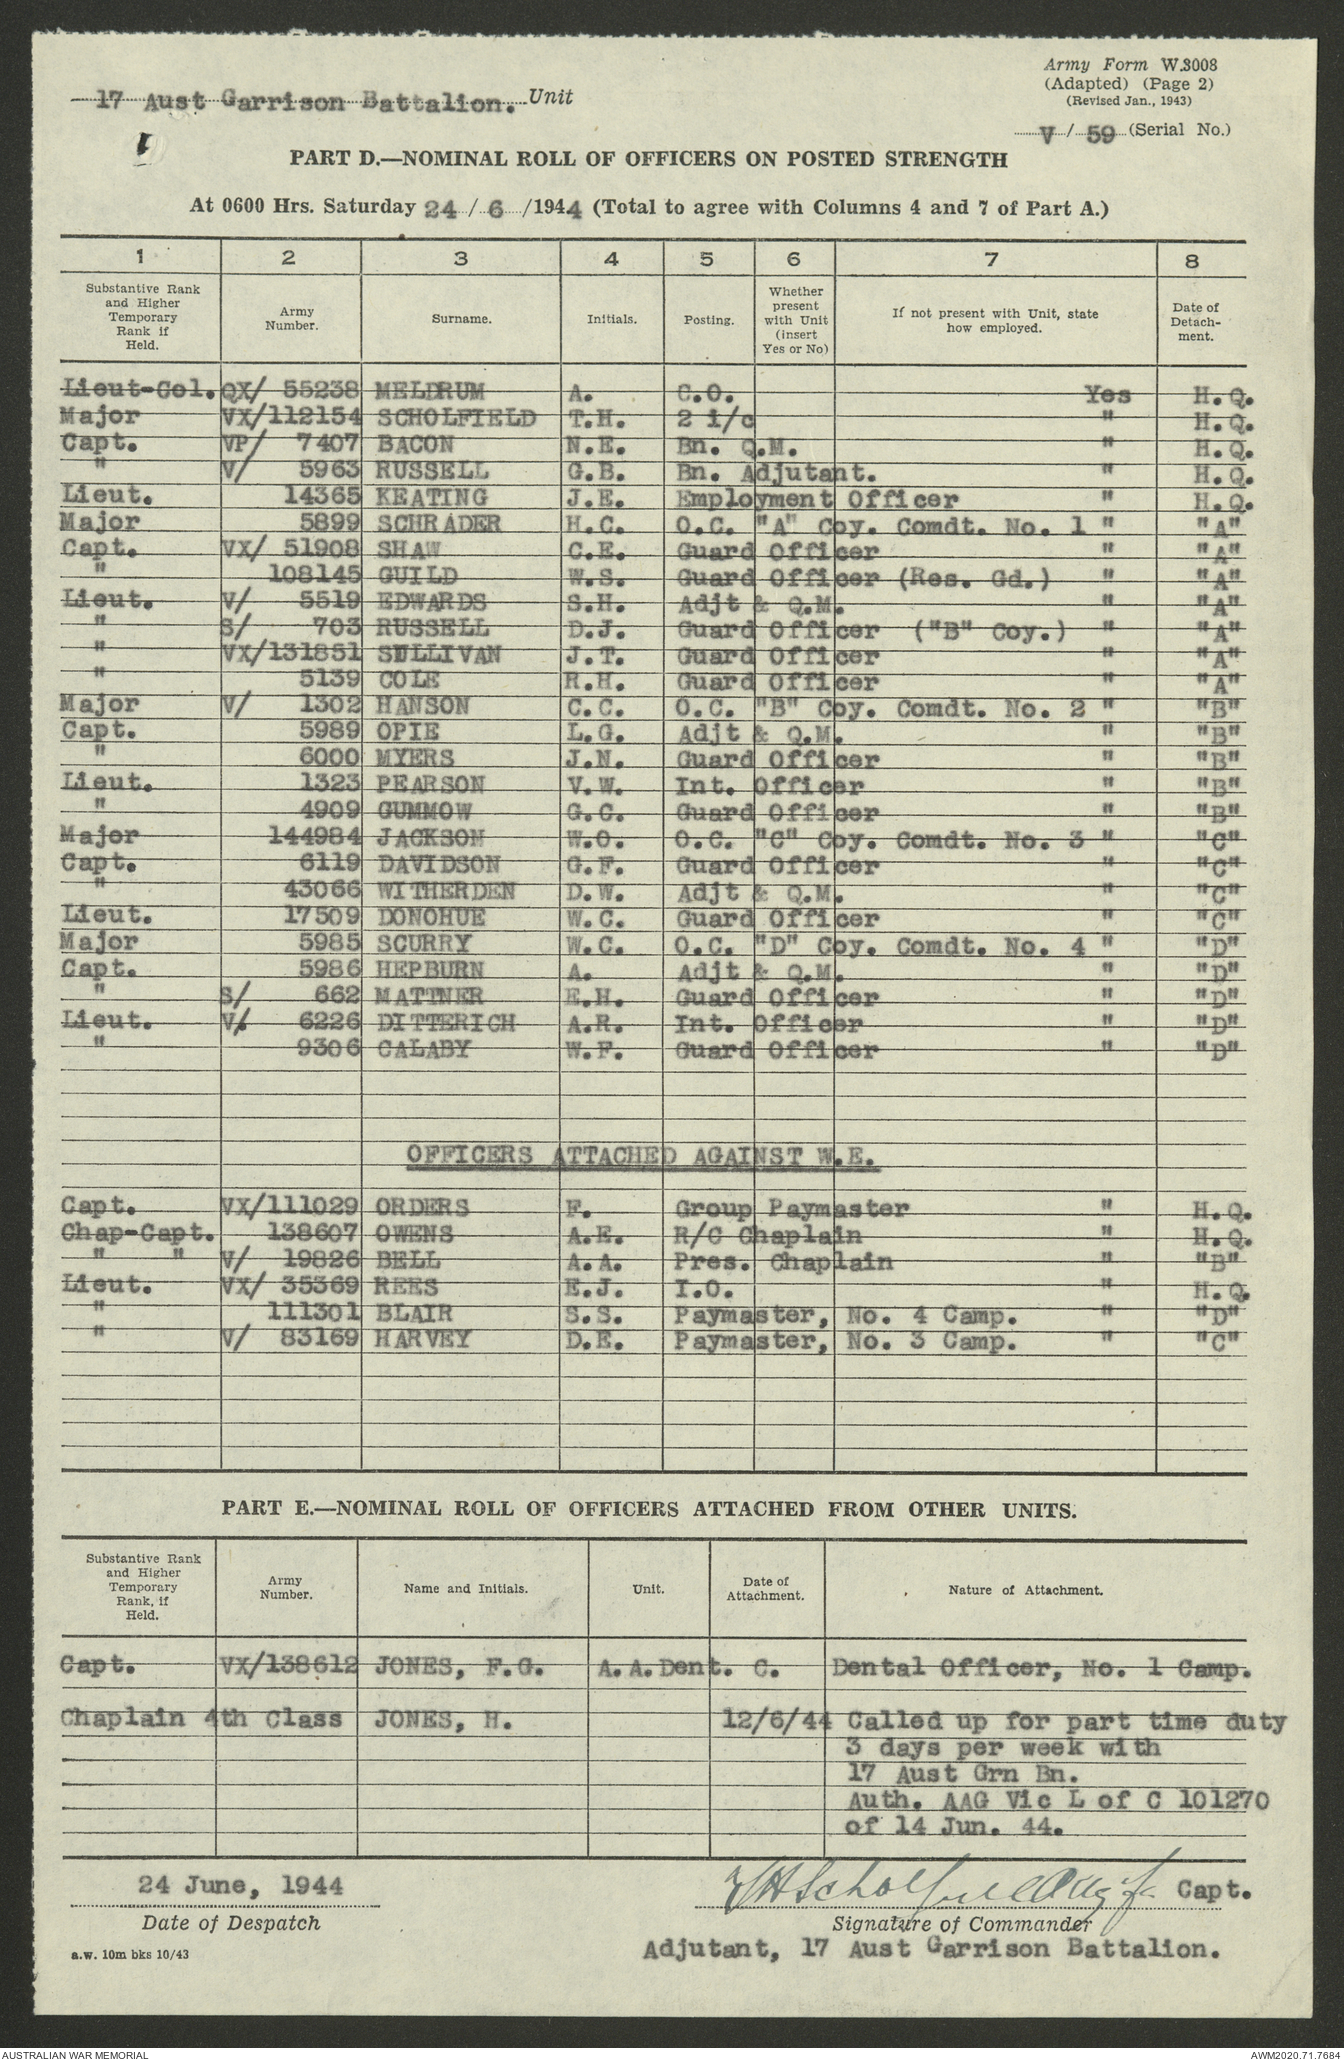 17 Aust Garrison Battalion. Unit
Army Form W.3008
(Adapted) (Page 2)
(Revised Jan., 1943)
V / 59 (Serial No.)
PART D.—NOMINAL ROLL OF OFFICERS ON POSTED STRENGTH
At 0600 Hrs. Saturday 24 / 6 /1944 (Total to agree with Columns 4 and 7 of Part A.)
1 2 3 4 5 6 7 8
Substantive Rank and Higher Temporary Rank if Held. Army Number. Surname. Initials. Posting. Whether present with Unit (insert Yes or No) If not present with Unit, state how employed. Date of Detach- ment.
Lieut-Col. QX/ 55238 MELDRUM A. C.O. Yes H.Q.
Major VX/112154 SCHOLFIELD T.H. 2 i/c " H.Q.
Capt. VP/ 7407 BACON N.E. Bn. Q.M. " H.Q.
" V/ 5963 RUSSELL G.B. Bn. Adjutant. " H.Q.
Lieut. 14365 KEATING J.E. Employment Officer " H.Q.
Major 5899 SCHRADER H.C. O.C. "A" Coy. Comdt. No. 1 " "A"
Capt. VX/ 51908 SHAW C.E. Guard Officer " "A"
" 108145 GUILD W.S. Guard Officer (Res. Gd.) " "A"
Lieut. V/ 5519 EDWARDS S.H. Adjt & Q.M. " "A"
" S/ 703 RUSSELL D.J. Guard Officer ("B" Coy.) " "A"
" VX/131851 SULLIVAN J.T. Guard Officer " "A"
" 5139 COLE R.H. Guard Officer " "A"
Major V/ 1302 HANSON C.C. O.C. "B" Coy. Comdt. No. 2 " "B"
Capt. 5989 OPIE L.G. Adjt & Q.M. " "B"
" 6000 MYERS J.N. Guard Officer " "B"
Lieut. 1323 PEARSON V.W. Int. Officer " "B"
" 4909 GUMMOW G.C. Guard Officer " "B"
Major 144984 JACKSON W.O. O.C. "C" Coy. Comdt. No. 3 " "C"
Capt. 6119 DAVIDSON G.F. Guard Officer " "C"
" 43066 WITHERDEN D.W. Adjt & Q.M. " "C"
Lieut. 17509 DONOHUE W.C. Guard Officer " "C"
Major 5985 SCURRY W.C. O.C. "D" Coy. Comdt. No. 4 " "D"
Capt. 5986 HEPBURN A. Adjt & Q.M. " "D"
" S/ 662 MATTNER E.H. Guard Officer " "D"
Lieut. V/ 6226 DITTERICH A.R. Int. Officer " "D"
" 9306 CALABY W.F. Guard Officer " "D"
OFFICERS ATTACHED AGAINST W.E.
Capt. VX/111029 ORDERS F. Group Paymaster " H.Q.
Chap-Capt. 138607 OWENS A.E. R/C Chaplain " H.Q.
" " V/ 19826 BELL A.A. Pres. Chaplain " "B"
Lieut. VX/ 35369 REES E.J. I.O. " H.Q.
" 111301 BLAIR S.S. Paymaster, No. 4 Camp. " "D"
" V/ 83169 HARVEY D.E. Paymaster, No. 3 Camp. " "C"
PART E.—NOMINAL ROLL OF OFFICERS ATTACHED FROM OTHER UNITS.
Substantive Rank and Higher Temporary Rank, if Held. Army Number. Name and Initials. Unit. Date of Attachment. Nature of Attachment.
Capt. VX/138612 JONES, F.G. A.A.Dent. C. Dental Officer, No. 1 Camp.
Chaplain 4th Class JONES, H. 12/6/44 Called up for part time duty
3 days per week with
17 Aust Grn Bn.
Auth. AAG Vic L of C 101270
of 14 Jun. 44.
24 June, 1944
Date of Despatch
THScholfield Capt.
Signature of Commander
Adjutant, 17 Aust Garrison Battalion.
a.w. 10m bks 10/43
AUSTRALIAN WAR MEMORIAL
AWM2020.71.7684